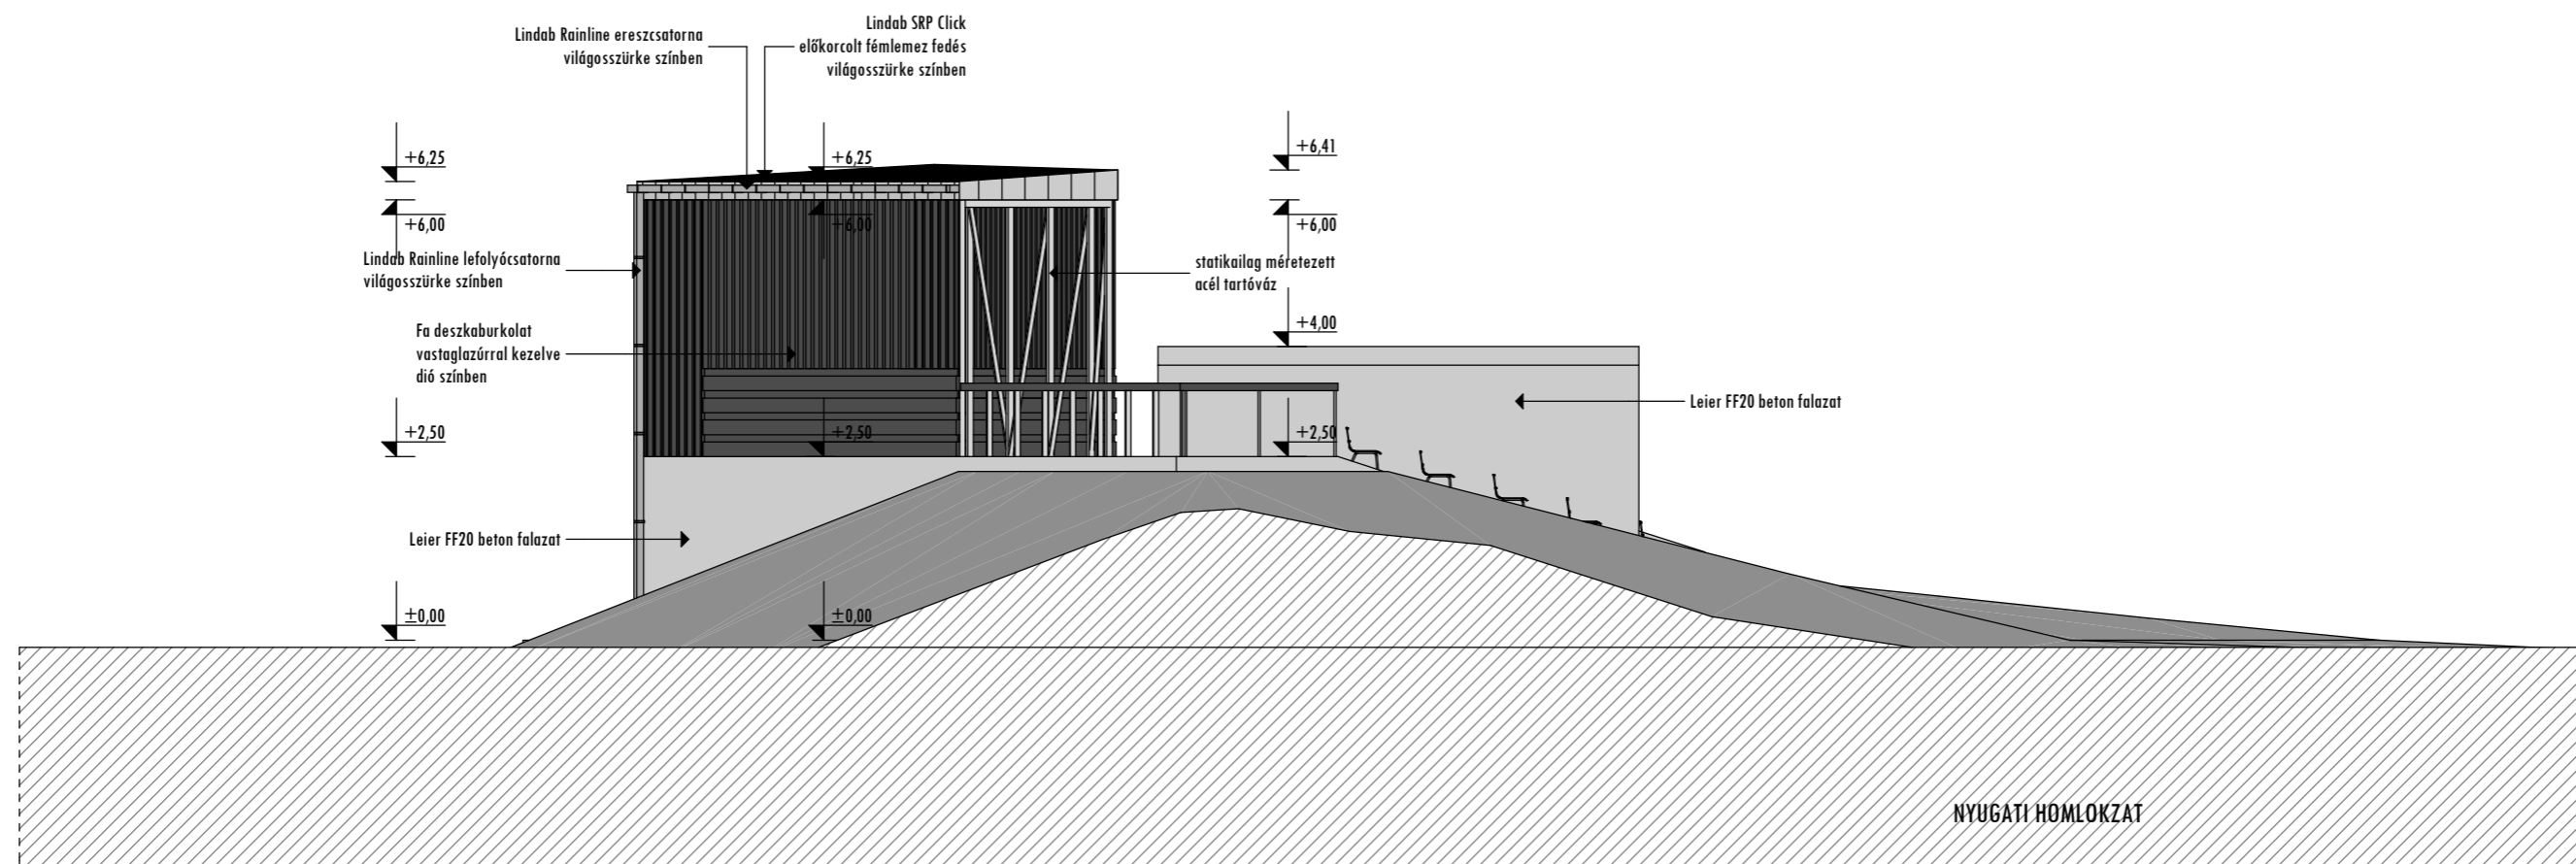 Lindab SRP Click
előkorcolt fémlemez fedés
világosszürke színben
Lindab Rainline ereszcsatorna
világosszürke színben
+6,25
+6,25
+6,41
+6,00
+6,00
+6,00
Lindab Rainline lefolyócsatorna
világosszürke színben
statikailag méretezett
acél tartóváz
Fa deszkaburkolat
vastaglazúrral kezelve
dió színben
+4,00
Leier FF20 beton falazat
+2,50
+2,50
+2,50
Leier FF20 beton falazat
±0,00
±0,00
NYUGATI HOMLOKZAT